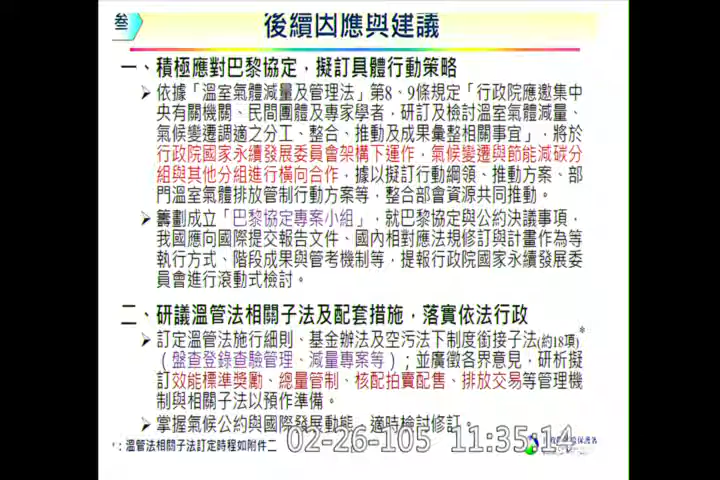 叁
後續因應與建議
一、積極應對巴黎協定，擬訂具體行動策略
依據「溫室氣體減量及管理法」第8、9條規定「行政院應邀集中
央有關機關、民間團體及專家學者，研訂及檢討溫室氣體減量、
氣候變遷調適之分工、整合、推動及成果彙整相關事宜」，將於
行政院國家永續發展委員會架構下運作，氣候變遷與節能減碳分
組與其他分組進行橫向合作，據以擬訂行動綱領、推動方案、部
門溫室氣體排放管制行動方案等，整合部會資源共同推動。
籌劃成立「巴黎協定專案小組」，就巴黎協定與公約決議事項，
我國應向國際提交報告文件、國內相對應法規修訂與計畫作為等
執行方式、階段成果與管考機制等，提報行政院國家永續發展委
員會進行滾動式檢討。
二、研議溫管法相關子法及配套措施，落實依法行政
訂定溫管法施行細則、基金辦法及空污法下制度銜接子法(約18項)*
（盤查登錄查驗管理、減量專案等）；並廣徵各界意見，研析擬
訂效能標準獎勵、總量管制、核配拍賣配售、排放交易等管理機
制與相關子法以預作準備。
掌握氣候公約與國際發展動態，適時檢討修訂。
*：溫管法相關子法訂定時程如附件二
02-26-105 11:35:14